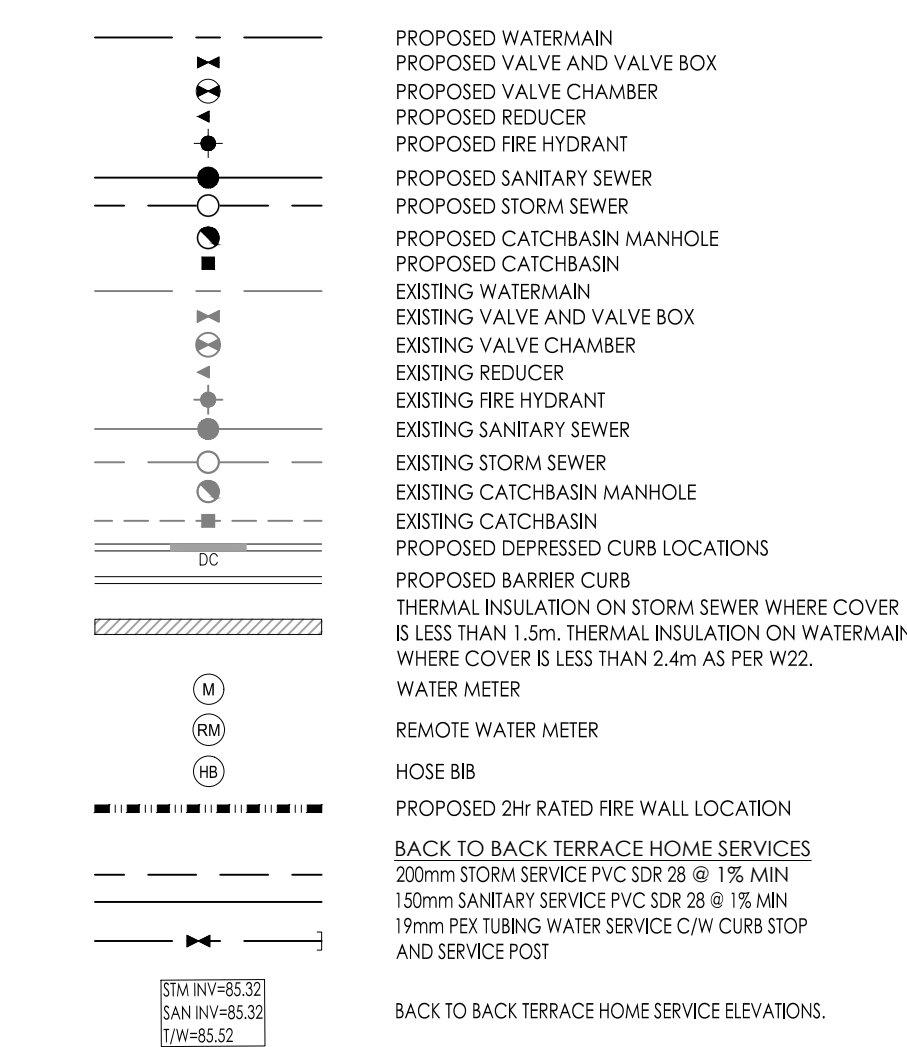 PROPOSED WATERMAIN
PROPOSED VALVE AND VALVE BOX
PROPOSED VALVE CHAMBER
PROPOSED REDUCER
PROPOSED FIRE HYDRANT
PROPOSED SANITARY SEWER
PROPOSED STORM SEWER
PROPOSED CATCHBASIN MANHOLE
PROPOSED CATCHBASIN
EXISTING WATERMAIN
EXISTING VALVE AND VALVE BOX
EXISTING VALVE CHAMBER
EXISTING REDUCER
EXISTING FIRE HYDRANT
EXISTING SANITARY SEWER
EXISTING STORM SEWER
EXISTING CATCHBASIN MANHOLE
EXISTING CATCHBASIN
DC PROPOSED DEPRESSED CURB LOCATIONS
PROPOSED BARRIER CURB
THERMAL INSULATION ON STORM SEWER WHERE COVER
IS LESS THAN 1.5m. THERMAL INSULATION ON WATERMAIN
WHERE COVER IS LESS THAN 2.4m AS PER W22.
M WATER METER
RM REMOTE WATER METER
HB HOSE BIB
PROPOSED 2Hr RATED FIRE WALL LOCATION
BACK TO BACK TERRACE HOME SERVICES
200mm STORM SERVICE PVC SDR 28 @ 1% MIN
150mm SANITARY SERVICE PVC SDR 28 @ 1% MIN
19mm PEX TUBING WATER SERVICE C/W CURB STOP
AND SERVICE POST
STM INV=85.32
SAN INV=85.32
T/W=85.52
BACK TO BACK TERRACE HOME SERVICE ELEVATIONS.